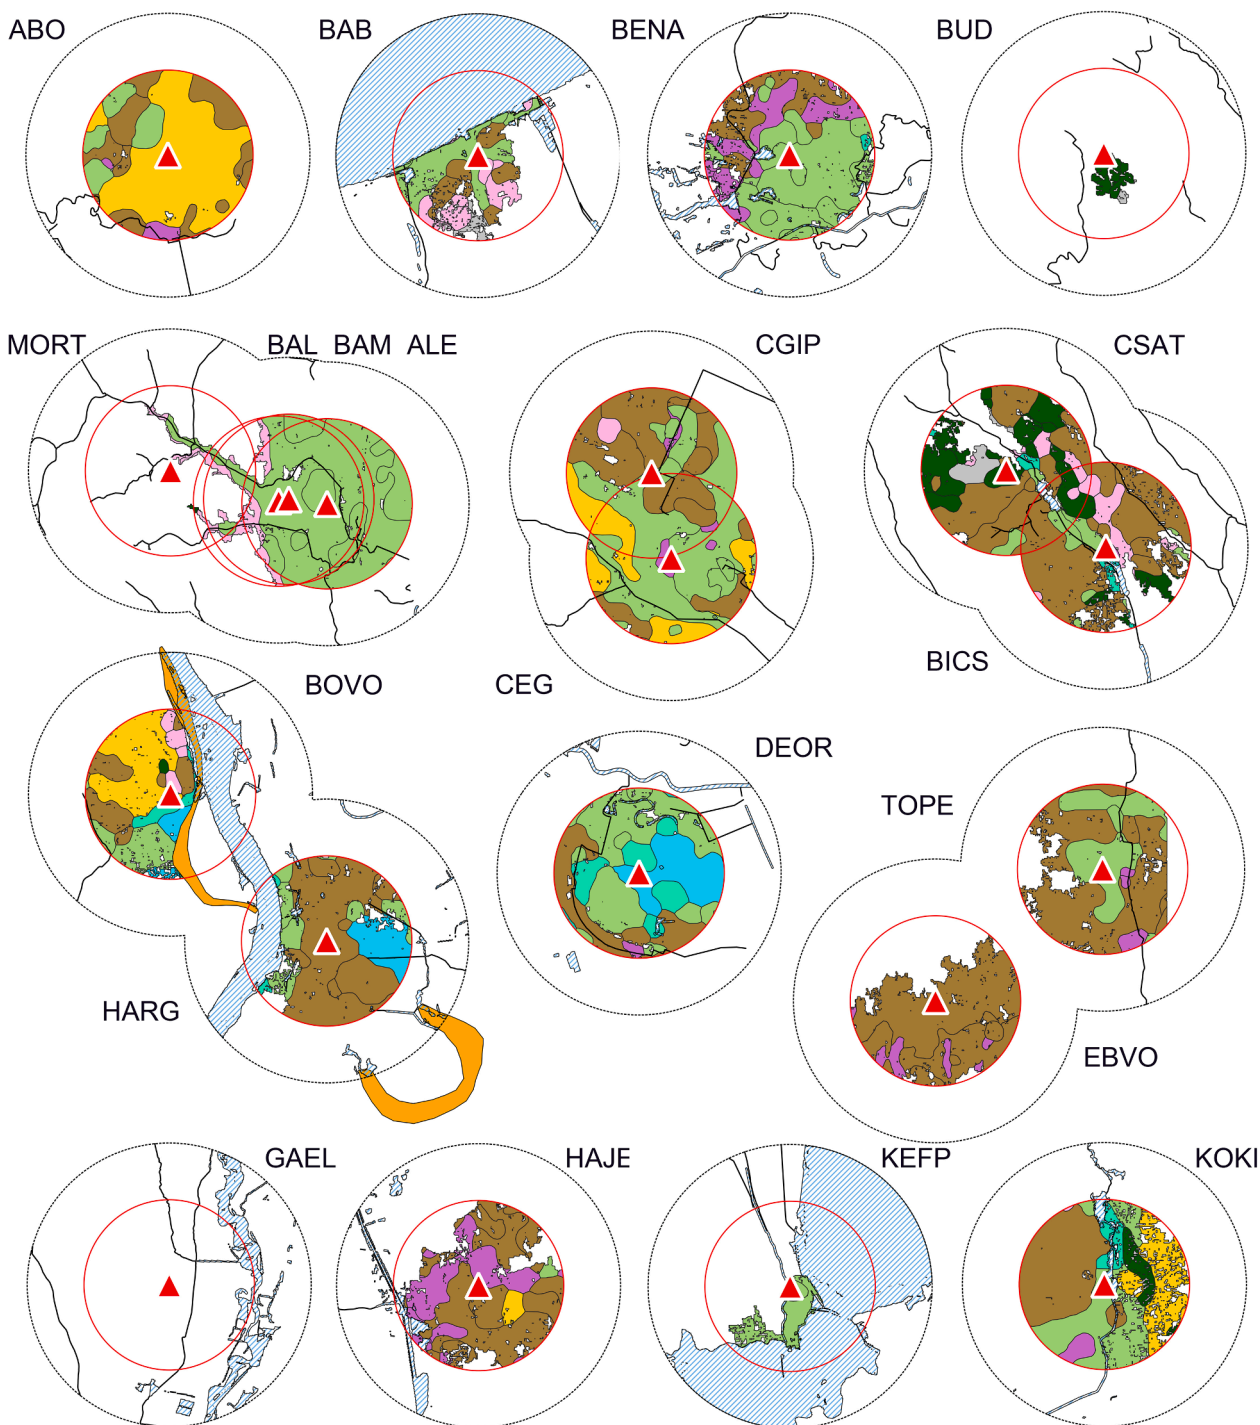 ABO BAB BENA BUD
MORT BAL BAM ALE CGIP CSAT
BICS
BOVO CEG
DEOR
TOPE
HARG
EBVO
GAEL HAJE KEFP KOKI